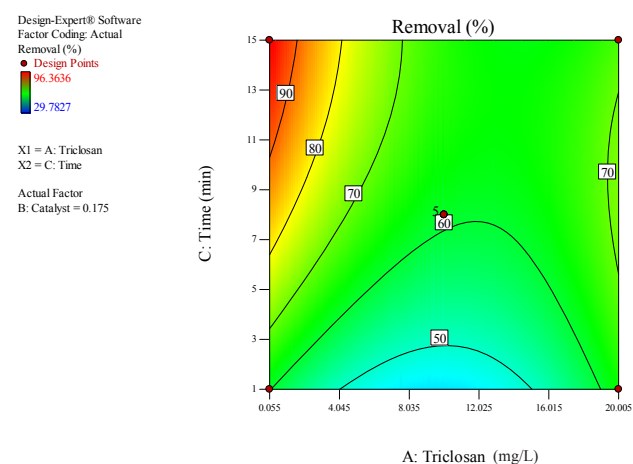 Design-Expert® Software
Factor Coding: Actual
Removal (%)
Design Points
96.3636
29.7827
X1 = A: Triclosan
X2 = C: Time
Actual Factor
B: Catalyst = 0.175
Removal (%)
C: Time (min)
15
13
11
9
7
5
3
1
90
80
70
70
5
60
50
0.055 4.045 8.035 12.025 16.015 20.005
A: Triclosan (mg/L)